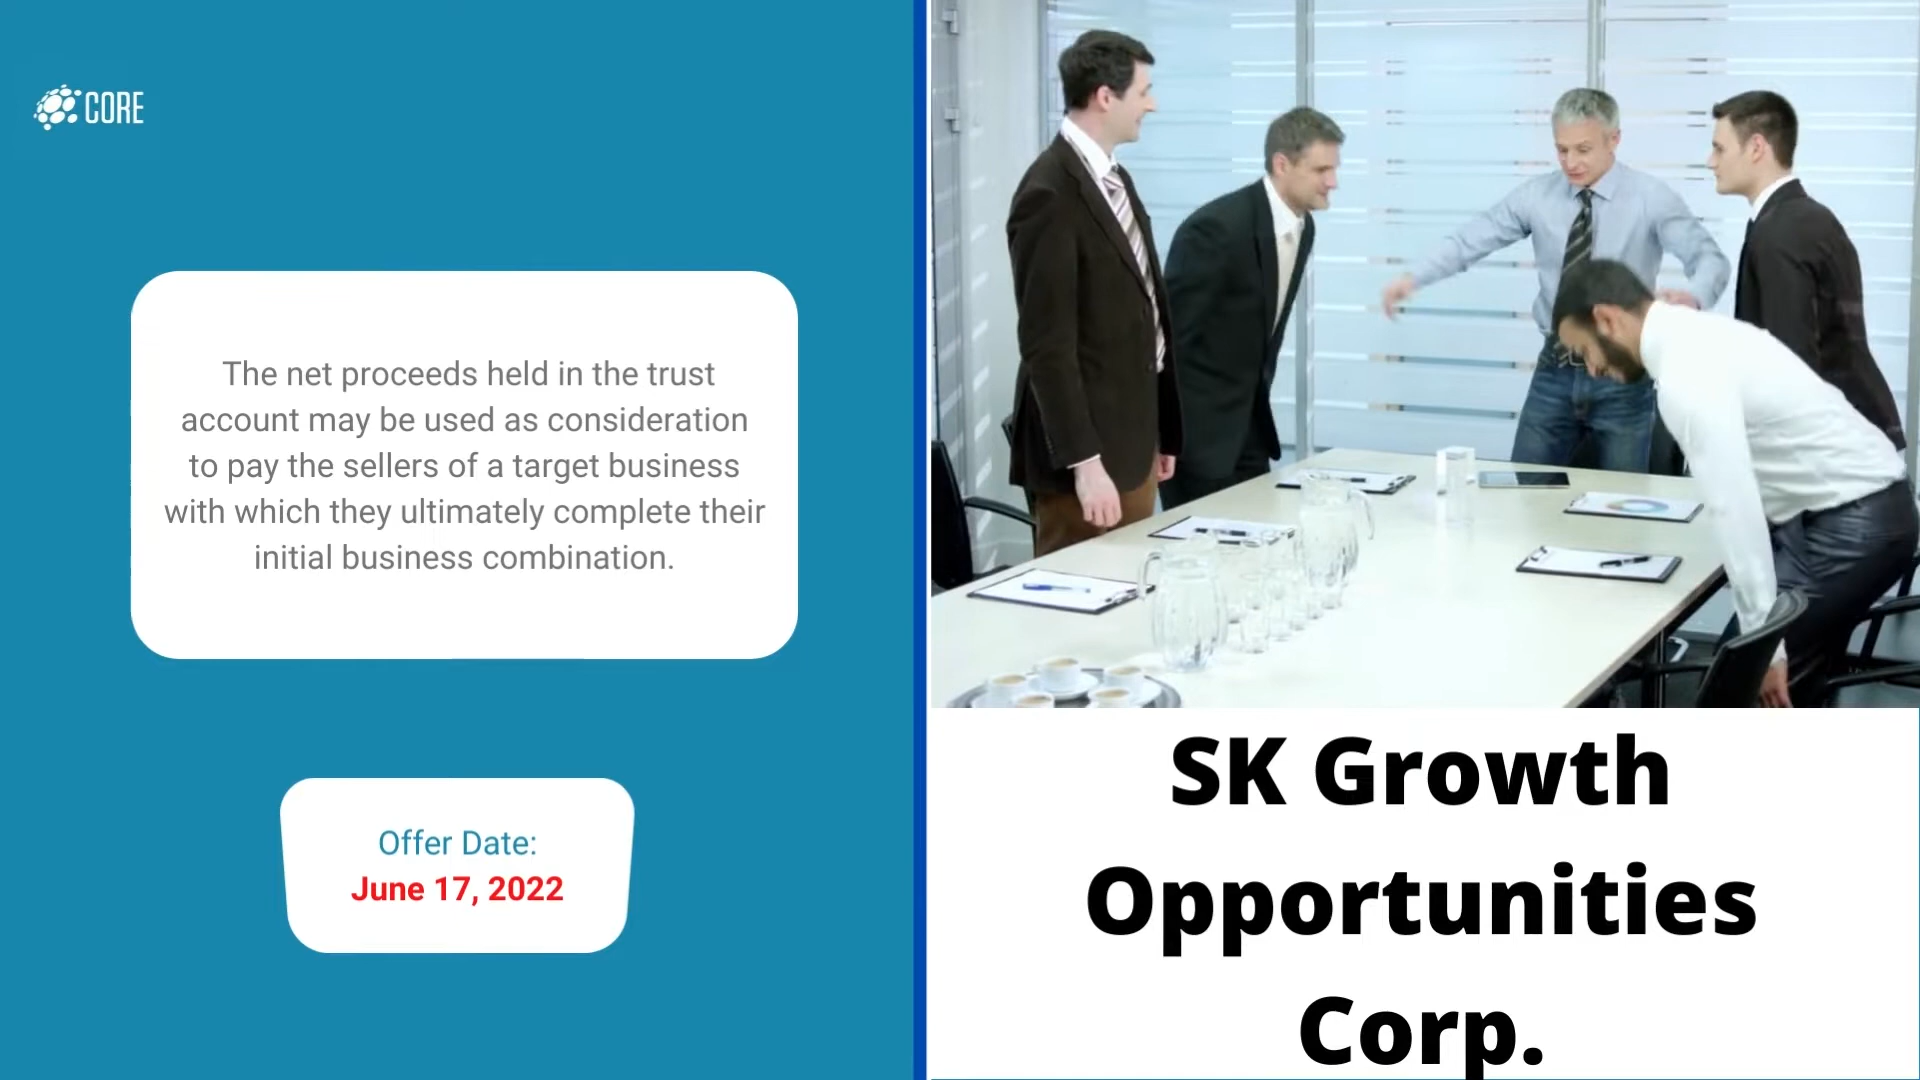 CORE
The net proceeds held in the trust
account may be used as consideration
to pay the sellers of a target business
with which they ultimately complete their
initial business combination.
Offer Date:
June 17, 2022
SK Growth
Opportunities
Corp.